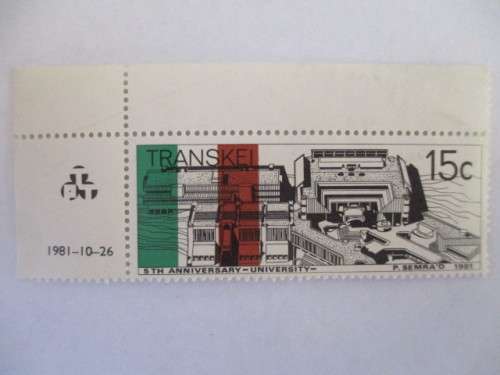 TRANSKEI
15c
1981-10-26
5TH ANNIVERSARY-UNIVERSITY-
P. SEMRA'D 1981